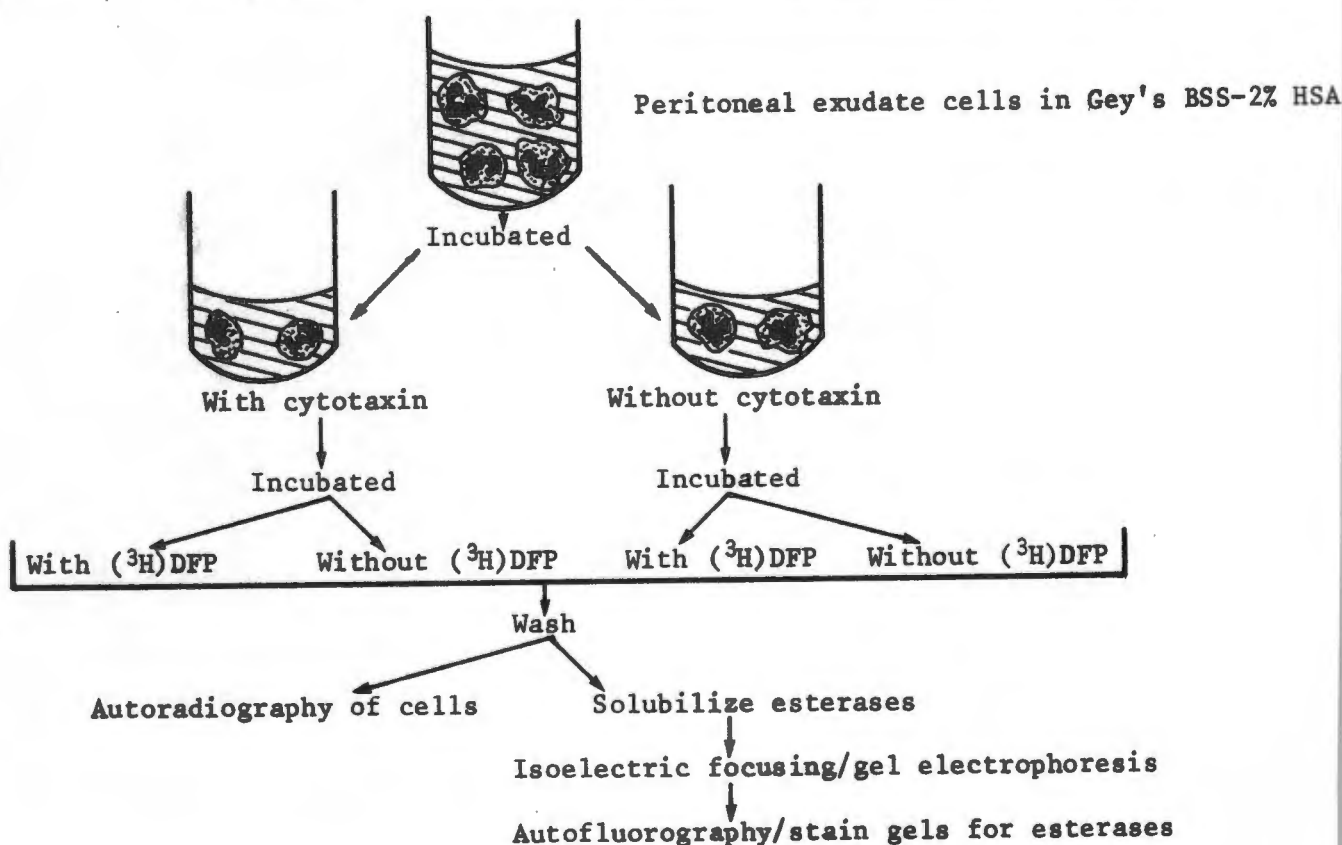 Peritoneal exudate cells in Gey's BSS-2% HSA
Incubated
With cytotaxin
Without cytotaxin
Incubated
Incubated
With (³H)DFP
Without (³H)DFP
With (³H)DFP
Without (³H)DFP
Wash
Autoradiography of cells
Solubilize esterases
Isoelectric focusing/gel electrophoresis
Autofluorography/stain gels for esterases